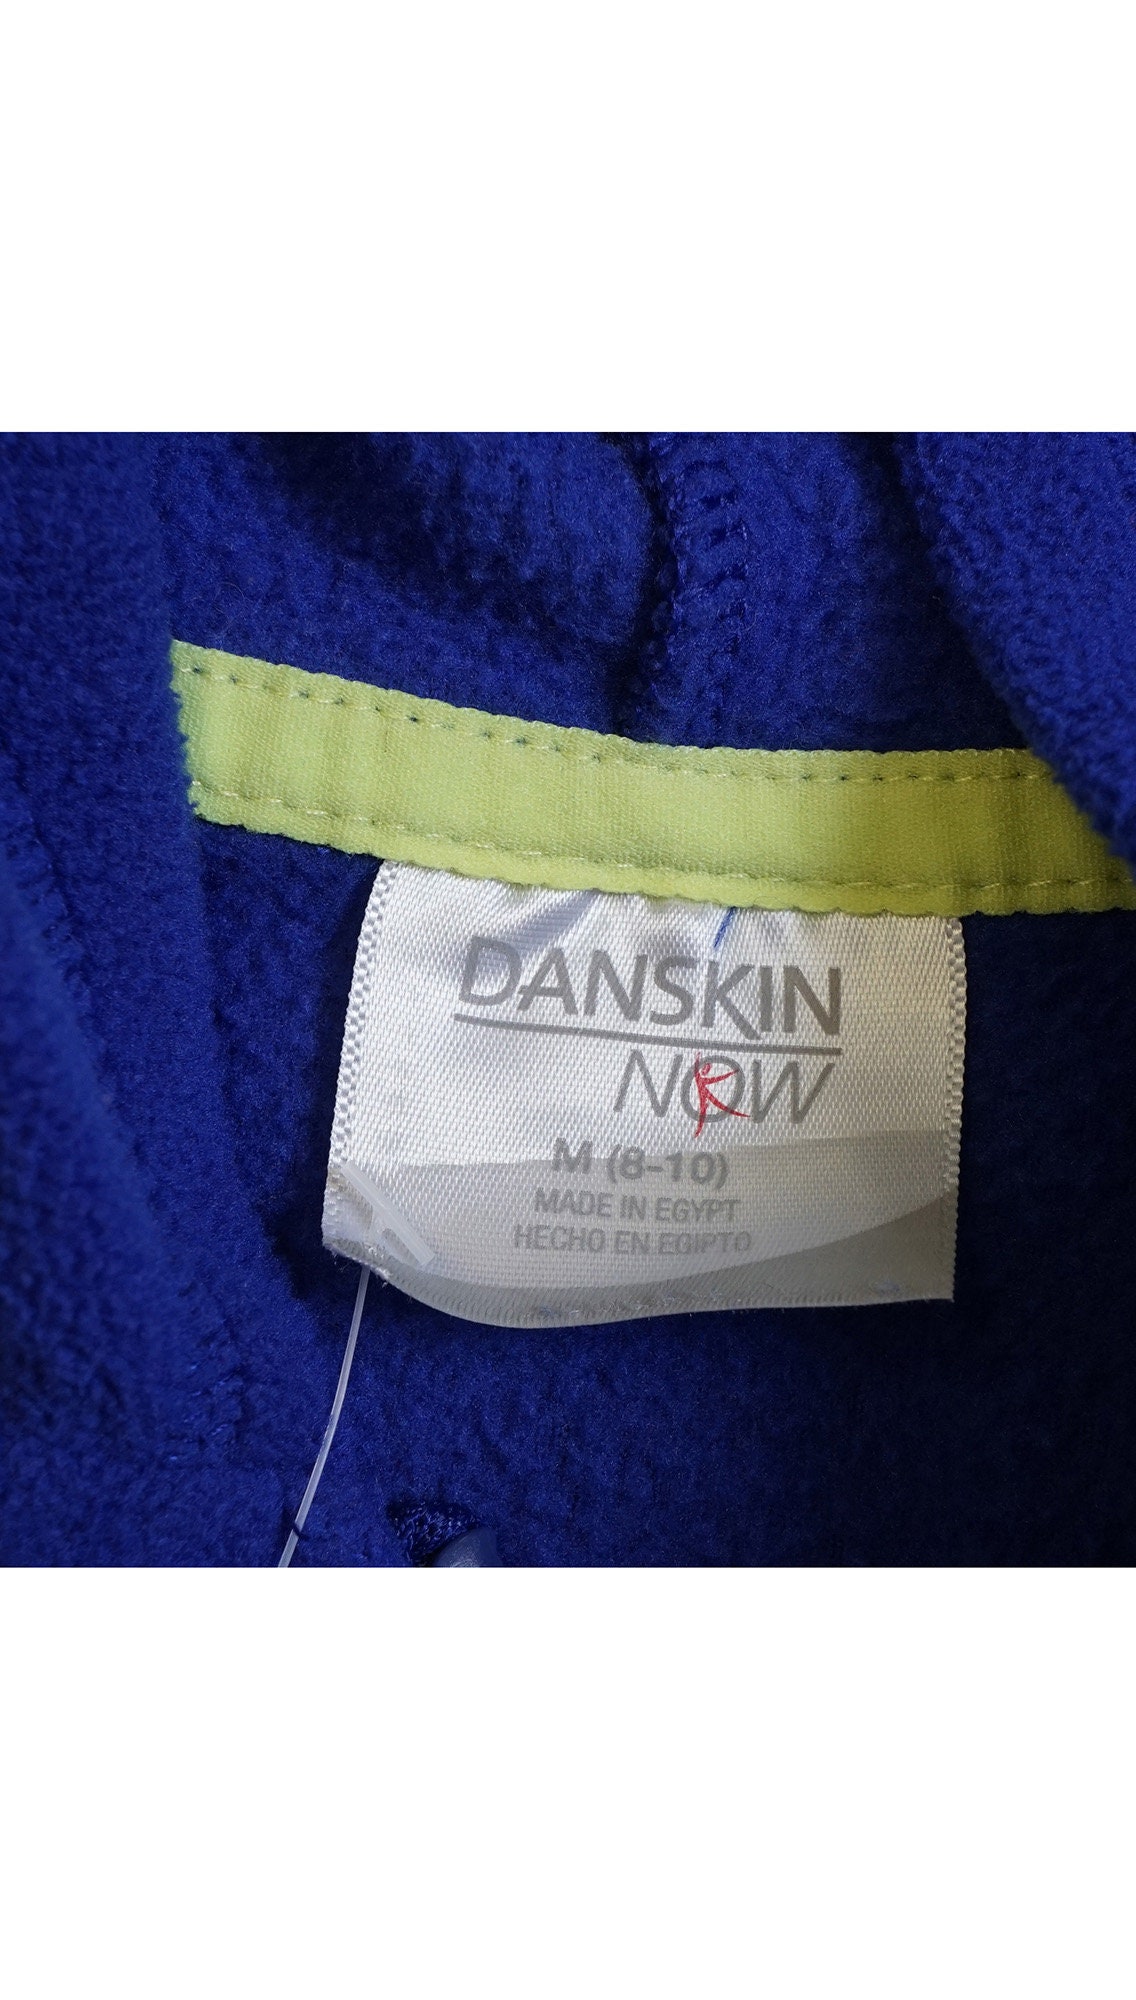 DANSKIN
NOW
M (8-10)
MADE IN EGYPT
HECHO EN EGIPTO